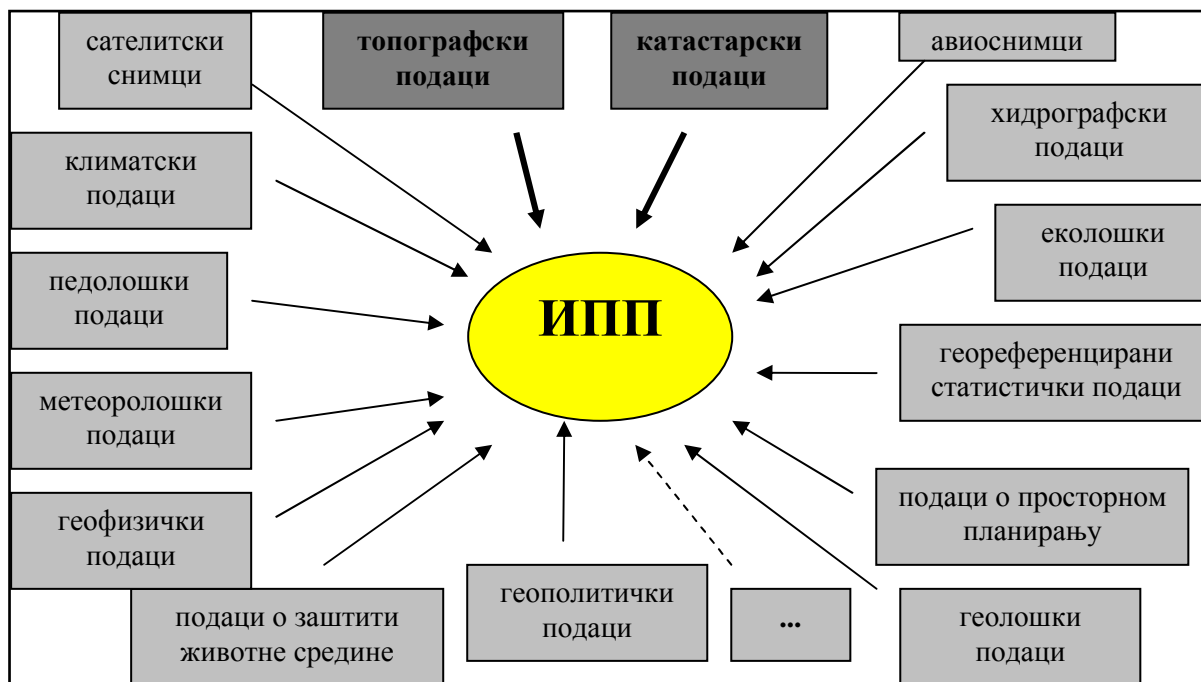 сателитски
снимци
топографски
подаци
катастарски
подаци
авиоснимци
хидрографски
подаци
климатски
подаци
еколошки
подаци
педолошки
подаци
ИПП
геореференцирани
статистички подаци
метеоролошки
подаци
геофизички
подаци
подаци о просторном
планирању
подаци о заштити
животне средине
геополитички
подаци
...
геолошки
подаци